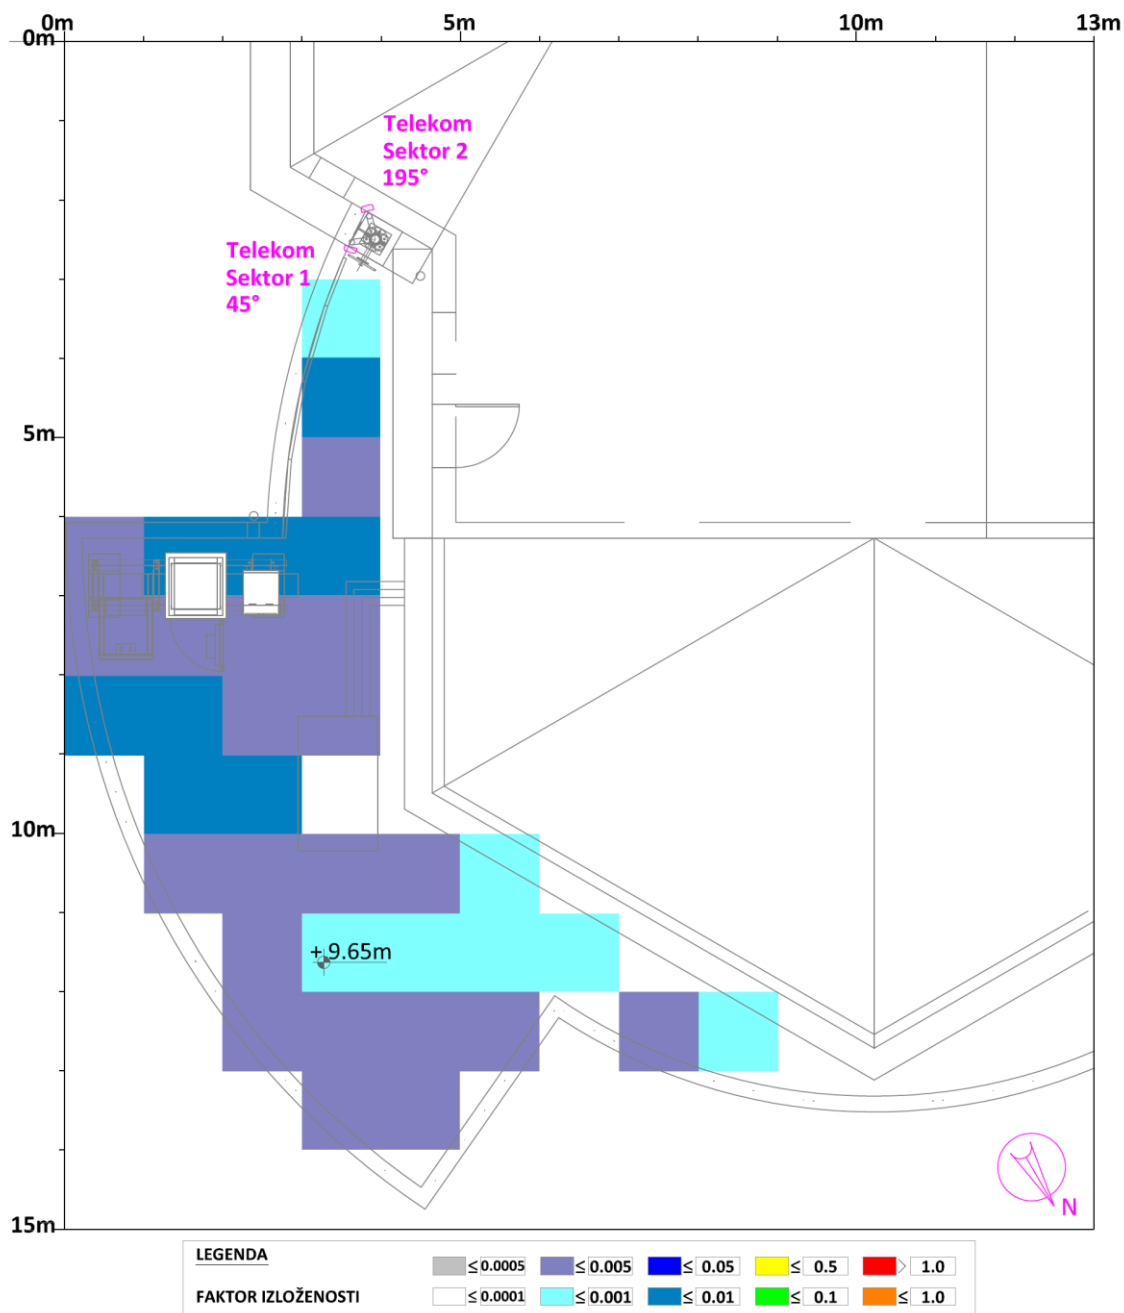 0m 5m 10m 13m
0m
Telekom
Sektor 2
195°
Telekom
Sektor 1
45°
5m
10m
+ 9.65m
N
15m
LEGENDA
≤ 0.0005 ≤ 0.005 ≤ 0.05 ≤ 0.5 > 1.0
FAKTOR IZLOŽENOSTI ≤ 0.0001 ≤ 0.001 ≤ 0.01 ≤ 0.1 ≤ 1.0